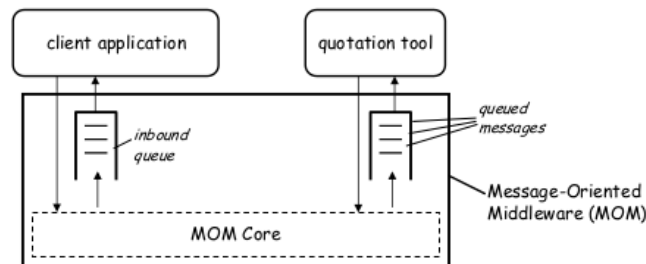 client application
quotation tool
inbound
queue
queued
messages
Message-Oriented
Middleware (MOM)
MOM Core